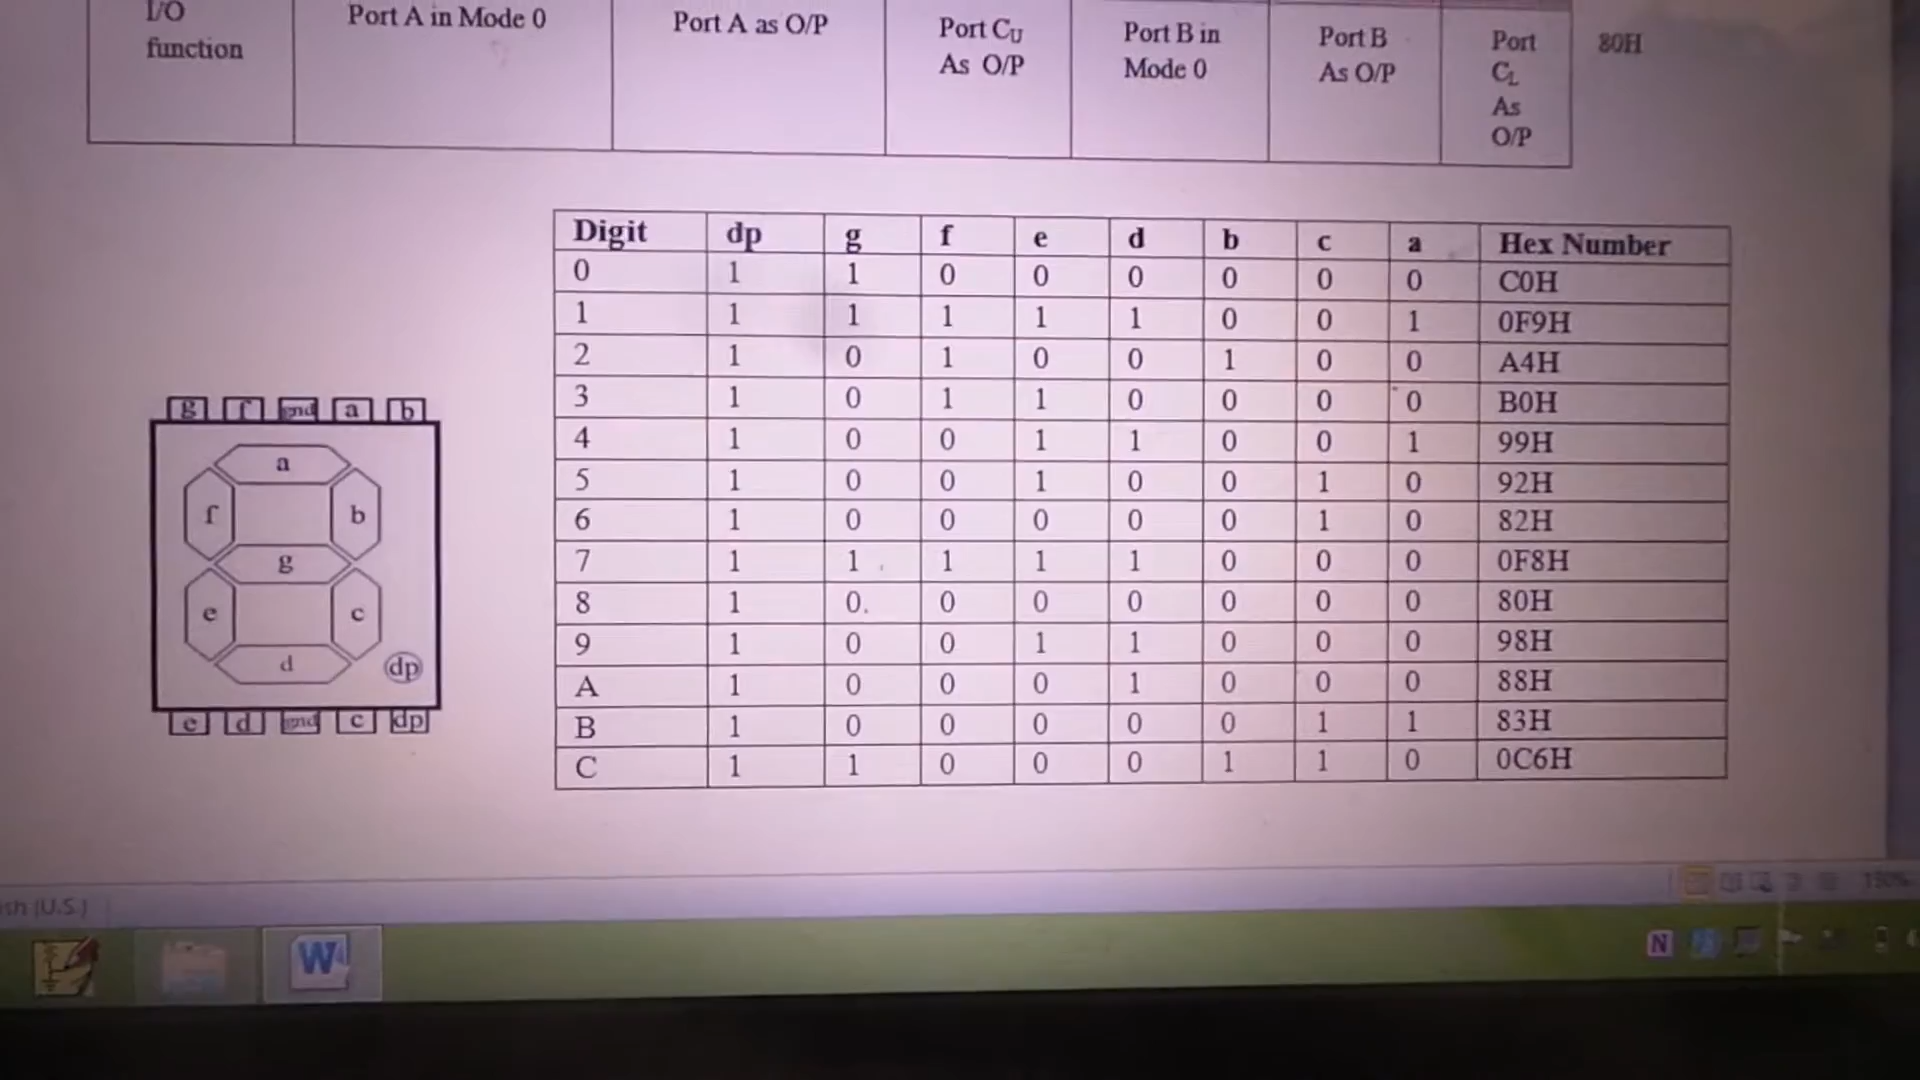 I/O function | Port A in Mode 0 | Port A as O/P | Port CU As O/P | Port B in Mode 0 | Port B As O/P | Port CL As O/P | 80H
Digit | dp | g | f | e | d | b | c | a | Hex Number
0 | 1 | 1 | 0 | 0 | 0 | 0 | 0 | 0 | C0H
1 | 1 | 1 | 1 | 1 | 1 | 0 | 0 | 1 | 0F9H
2 | 1 | 0 | 1 | 0 | 0 | 1 | 0 | 0 | A4H
3 | 1 | 0 | 1 | 1 | 0 | 0 | 0 | 0 | B0H
4 | 1 | 0 | 0 | 1 | 1 | 0 | 0 | 1 | 99H
5 | 1 | 0 | 0 | 1 | 0 | 0 | 1 | 0 | 92H
6 | 1 | 0 | 0 | 0 | 0 | 0 | 1 | 0 | 82H
7 | 1 | 1 | 1 | 1 | 1 | 0 | 0 | 0 | 0F8H
8 | 1 | 0. | 0 | 0 | 0 | 0 | 0 | 0 | 80H
9 | 1 | 0 | 0 | 1 | 1 | 0 | 0 | 0 | 98H
A | 1 | 0 | 0 | 0 | 1 | 0 | 0 | 0 | 88H
B | 1 | 0 | 0 | 0 | 0 | 0 | 1 | 1 | 83H
C | 1 | 1 | 0 | 0 | 0 | 1 | 1 | 0 | 0C6H
g f gnd a b
a
f b
g
e c
d
dp
e d gnd c dp
(U.S.)
150%
W
N